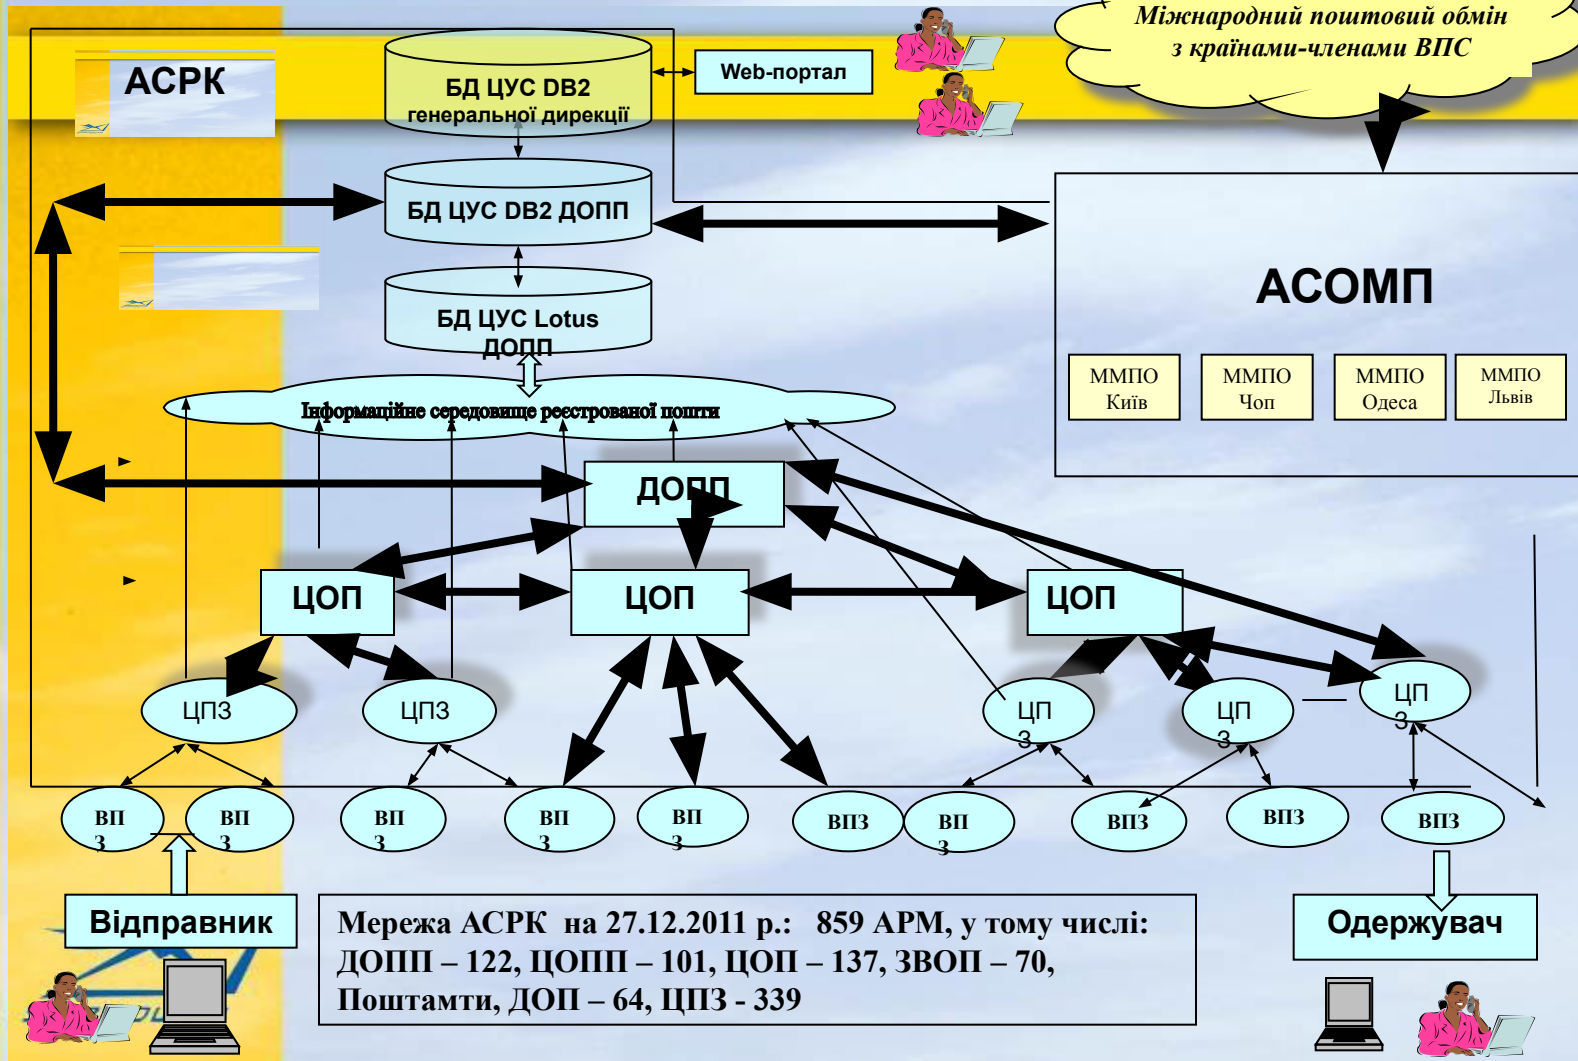 Міжнародний поштовий обмін
з країнами-членами ВПС
АСРК
БД ЦУС DB2
генеральної дирекції
Web-портал
БД ЦУС DB2 ДОПП
БД ЦУС Lotus
ДОПП
АСОМП
ММПО
Київ
ММПО
Чоп
ММПО
Одеса
ММПО
Львів
Інформаційне середовище реєстрованої пошти
ДОПП
ЦОП
ЦОП
ЦОП
ЦПЗ
ЦПЗ
ЦП
З
ЦП
З
ЦП
З
ВП
З
ВП
З
ВП
З
ВП
З
ВП
З
ВПЗ
ВП
З
ВПЗ
ВПЗ
ВПЗ
Відправник
Одержувач
Мережа АСРК на 27.12.2011 р.: 859 АРМ, у тому числі:
ДОПП – 122, ЦОПП – 101, ЦОП – 137, ЗВОП – 70,
Поштамти, ДОП – 64, ЦПЗ - 339